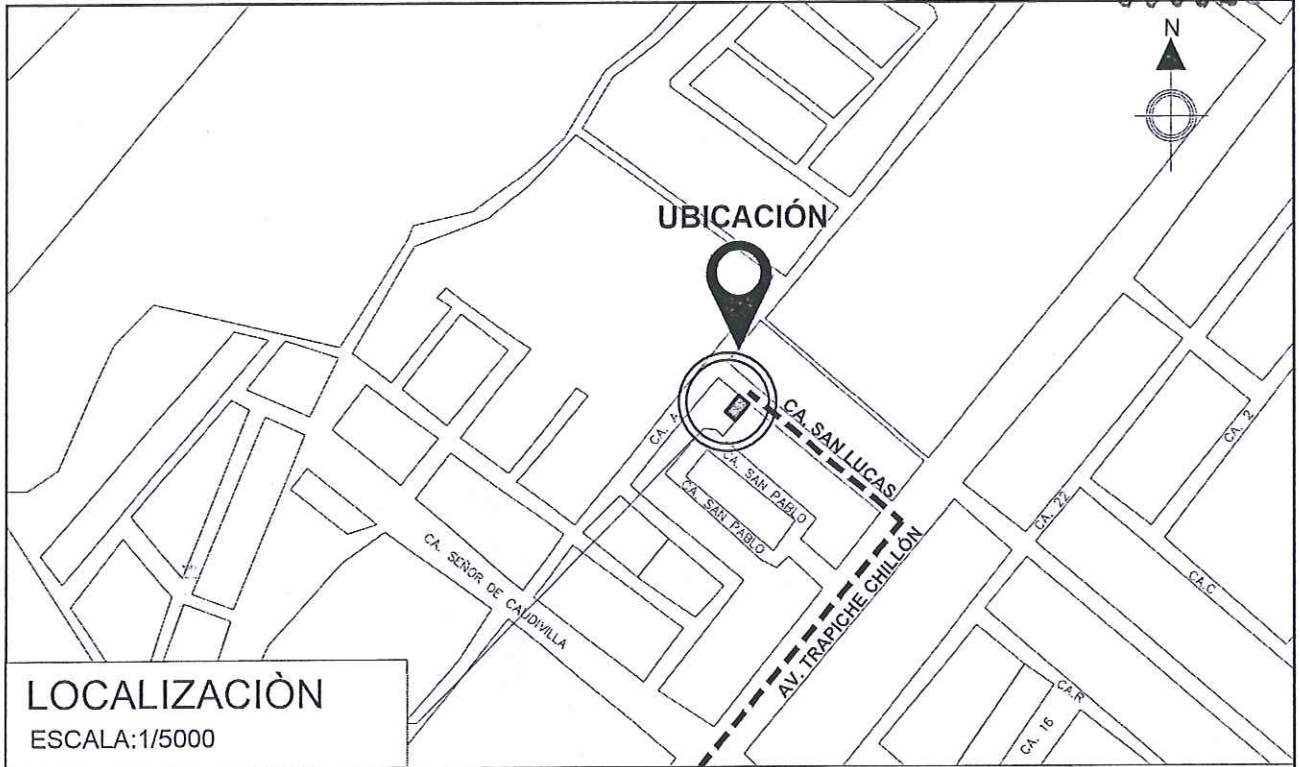 N
UBICACIÓN
CA. SAN LUCAS
CA. A
CA. SAN PABLO
CA. SAN PABLO
CA. 2
CA. 22
CA. SEÑOR DE CAUDIVILLA
AV. TRAPICHE CHILLÓN
CA.C
CA.R
CA. 16
LOCALIZACIÒN
ESCALA:1/5000